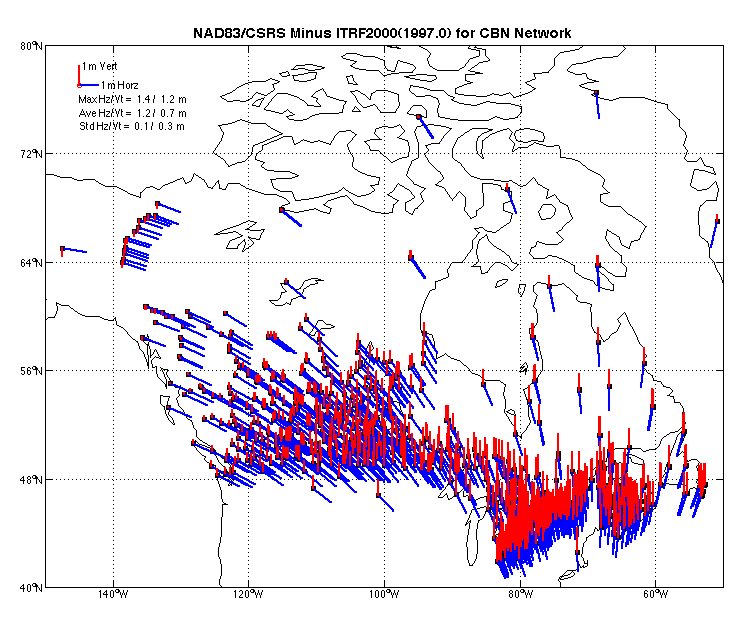 NAD83/CSRS Minus ITRF2000(1997.0) for CBN Network
80°N
1m Vert
1m Horz
Max Hz/Vt = 1.4 / 1.2 m
Ave Hz/Vt = 1.2 / 0.7 m
Std Hz/Vt = 0.1 / 0.3 m
72°N
64°N
56°N
48°N
40°N
140°W
120°W
100°W
80°W
60°W